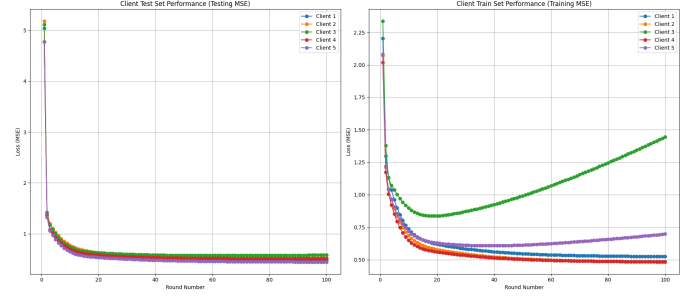 Client Test Set Performance (Testing MSE)
Client 1
Client 2
Client 3
Client 4
Client 5
5
4
3
2
1
Loss (MSE)
0
20
40
60
80
100
Round Number
Client Train Set Performance (Training MSE)
Client 1
Client 2
Client 3
Client 4
Client 5
2.25
2.00
1.75
1.50
1.25
1.00
0.75
0.50
Loss (MSE)
0
20
40
60
80
100
Round Number